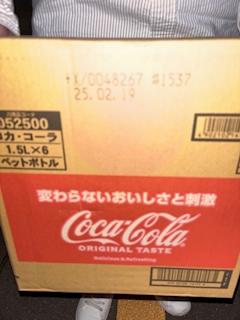 +X/0048267 #1537
25.02.19
052500
カ・コーラ
1.5L×6
ペットボトル
変わらないおいしさと刺激
Coca-Cola
ORIGINAL TASTE
Delicious & Refreshing